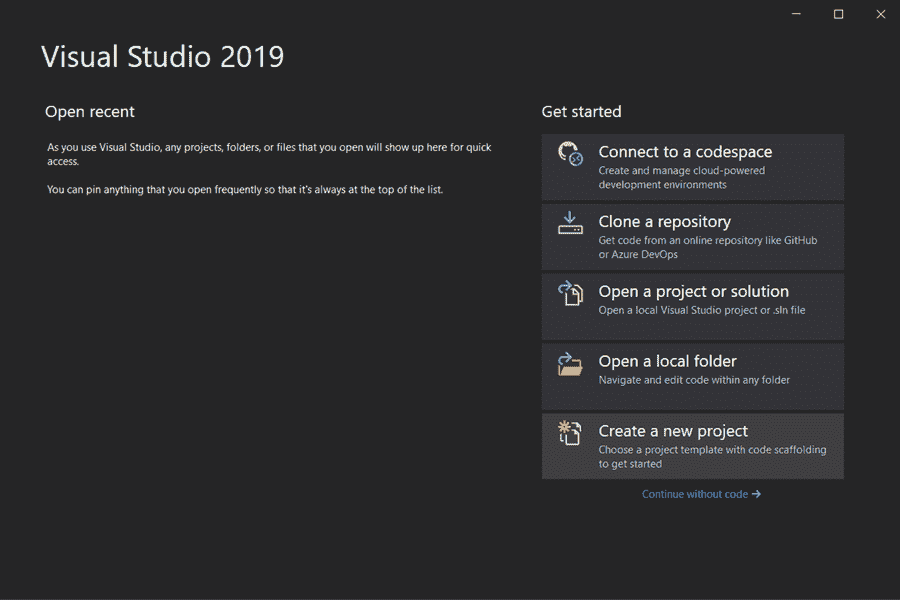 Visual Studio 2019
Open recent
As you use Visual Studio, any projects, folders, or files that you open will show up here for quick
access.
You can pin anything that you open frequently so that it's always at the top of the list.
Get started
Connect to a codespace
Create and manage cloud-powered
development environments
Clone a repository
Get code from an online repository like GitHub
or Azure DevOps
Open a project or solution
Open a local Visual Studio project or .sln file
Open a local folder
Navigate and edit code within any folder
Create a new project
Choose a project template with code scaffolding
to get started
Continue without code →